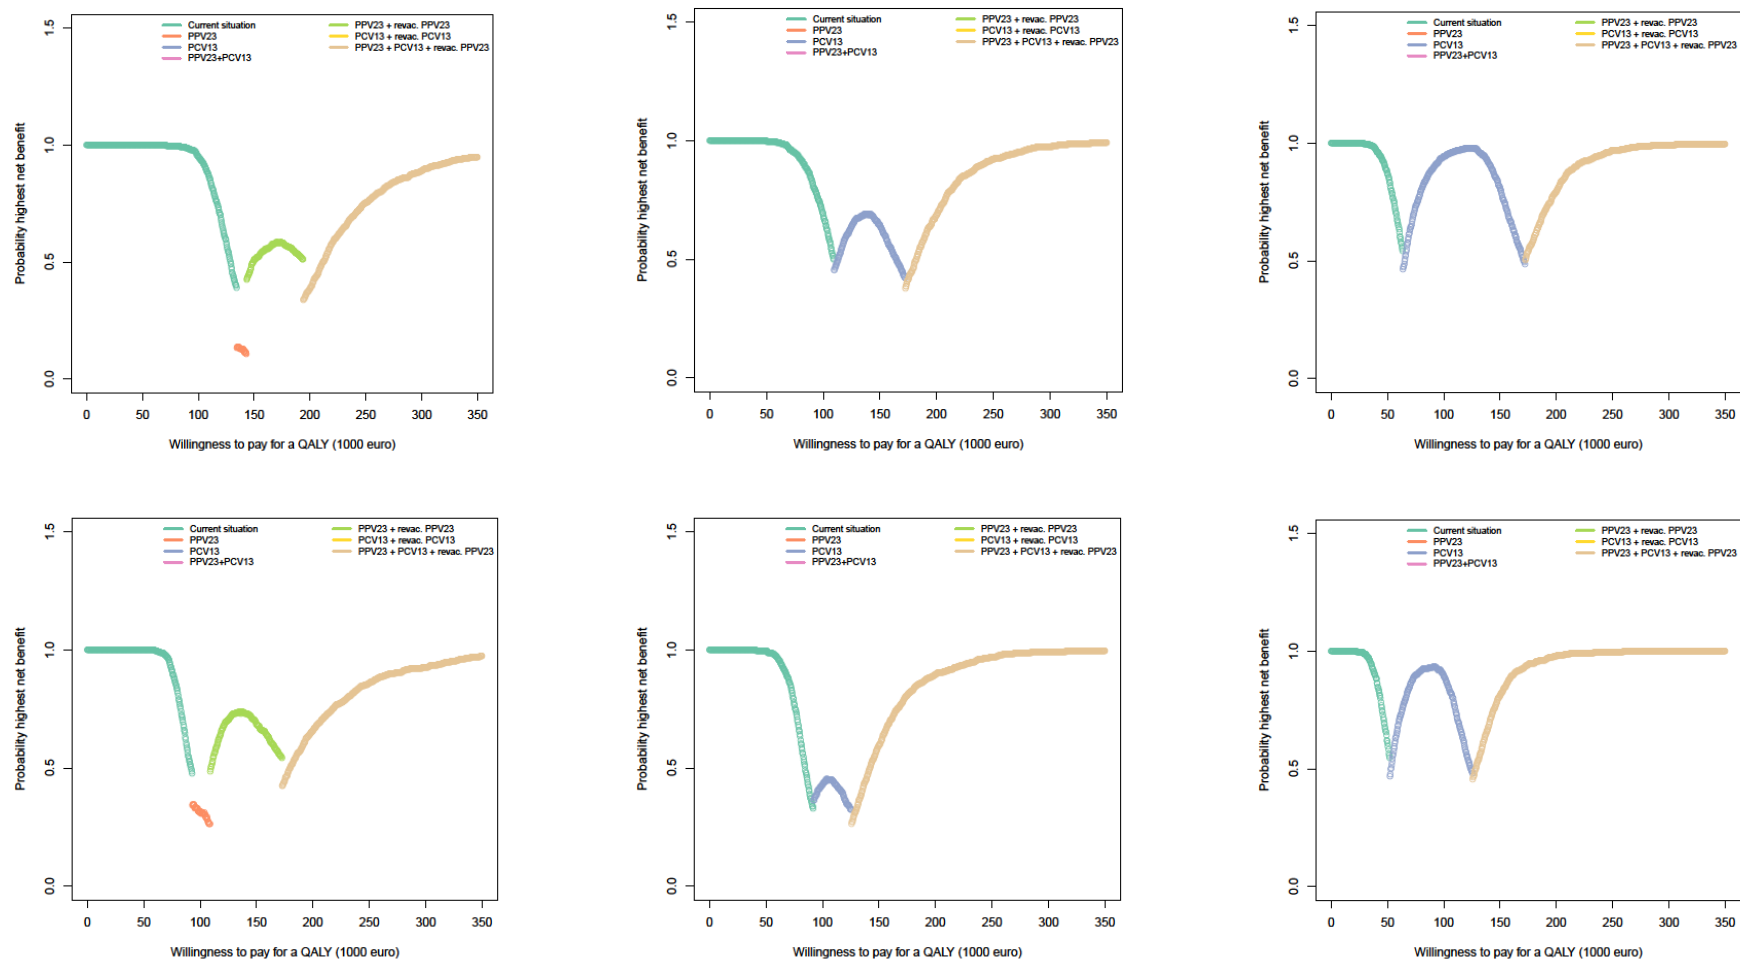 Current situation
PPV23
PCV13
PPV23+PCV13
PPV23 + revac. PPV23
PCV13 + revac. PCV13
PPV23 + PCV13 + revac. PPV23
Probability highest net benefit
0.0 0.5 1.0 1.5
0 50 100 150 200 250 300 350
Willingness to pay for a QALY (1000 euro)
Current situation
PPV23
PCV13
PPV23+PCV13
PPV23 + revac. PPV23
PCV13 + revac. PCV13
PPV23 + PCV13 + revac. PPV23
Probability highest net benefit
0.0 0.5 1.0 1.5
0 50 100 150 200 250 300 350
Willingness to pay for a QALY (1000 euro)
Current situation
PPV23
PCV13
PPV23+PCV13
PPV23 + revac. PPV23
PCV13 + revac. PCV13
PPV23 + PCV13 + revac. PPV23
Probability highest net benefit
0.0 0.5 1.0 1.5
0 50 100 150 200 250 300 350
Willingness to pay for a QALY (1000 euro)
Current situation
PPV23
PCV13
PPV23+PCV13
PPV23 + revac. PPV23
PCV13 + revac. PCV13
PPV23 + PCV13 + revac. PPV23
Probability highest net benefit
0.0 0.5 1.0 1.5
0 50 100 150 200 250 300 350
Willingness to pay for a QALY (1000 euro)
Current situation
PPV23
PCV13
PPV23+PCV13
PPV23 + revac. PPV23
PCV13 + revac. PCV13
PPV23 + PCV13 + revac. PPV23
Probability highest net benefit
0.0 0.5 1.0 1.5
0 50 100 150 200 250 300 350
Willingness to pay for a QALY (1000 euro)
Current situation
PPV23
PCV13
PPV23+PCV13
PPV23 + revac. PPV23
PCV13 + revac. PCV13
PPV23 + PCV13 + revac. PPV23
Probability highest net benefit
0.0 0.5 1.0 1.5
0 50 100 150 200 250 300 350
Willingness to pay for a QALY (1000 euro)